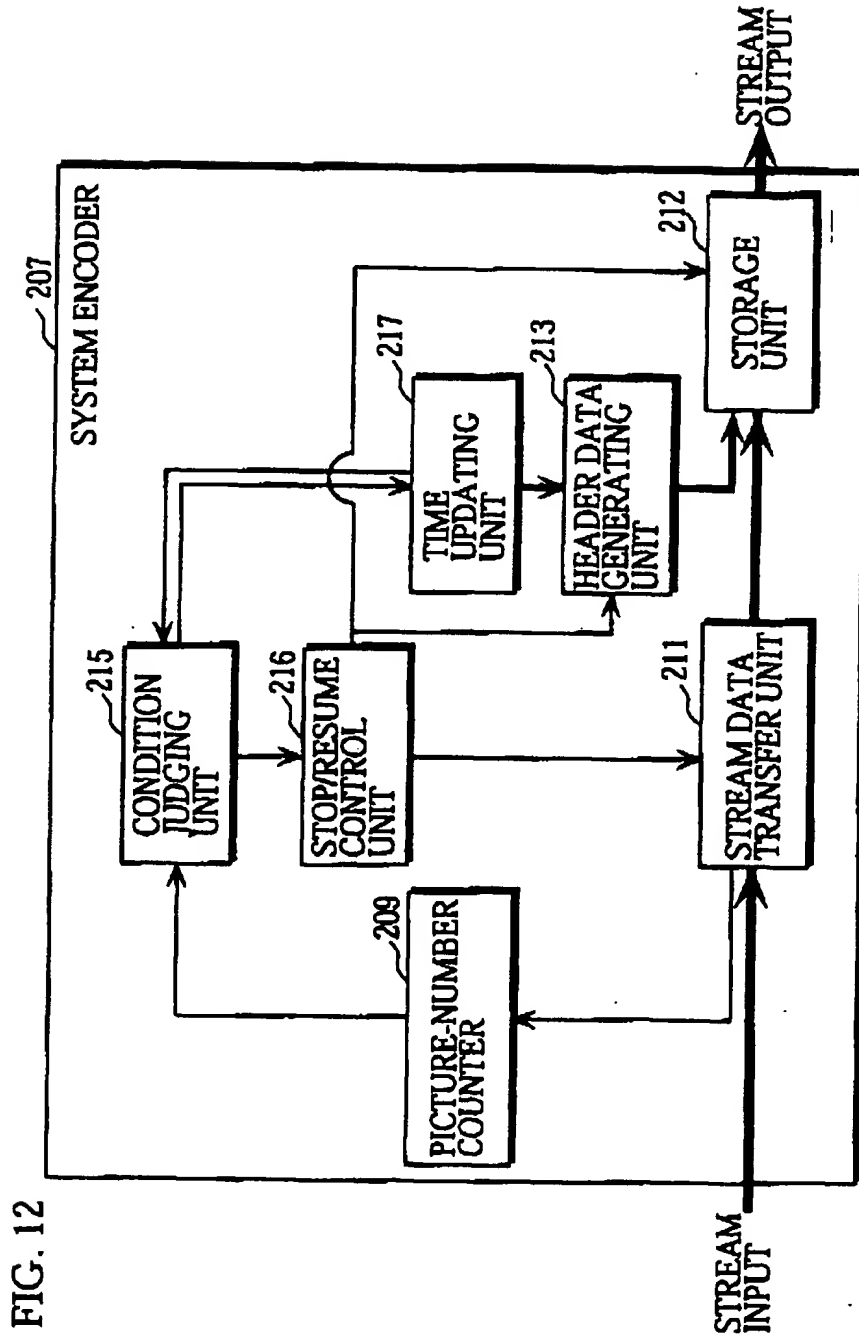 FIG. 12
207
SYSTEM ENCODER
215
CONDITION
JUDGING
UNIT
217
TIME
UPDATING
UNIT
216
STOP/RESUME
CONTROL
UNIT
213
HEADER DATA
GENERATING
UNIT
212
STORAGE
UNIT
209
PICTURE-NUMBER
COUNTER
211
STREAM DATA
TRANSFER UNIT
STREAM
INPUT
STREAM
OUTPUT